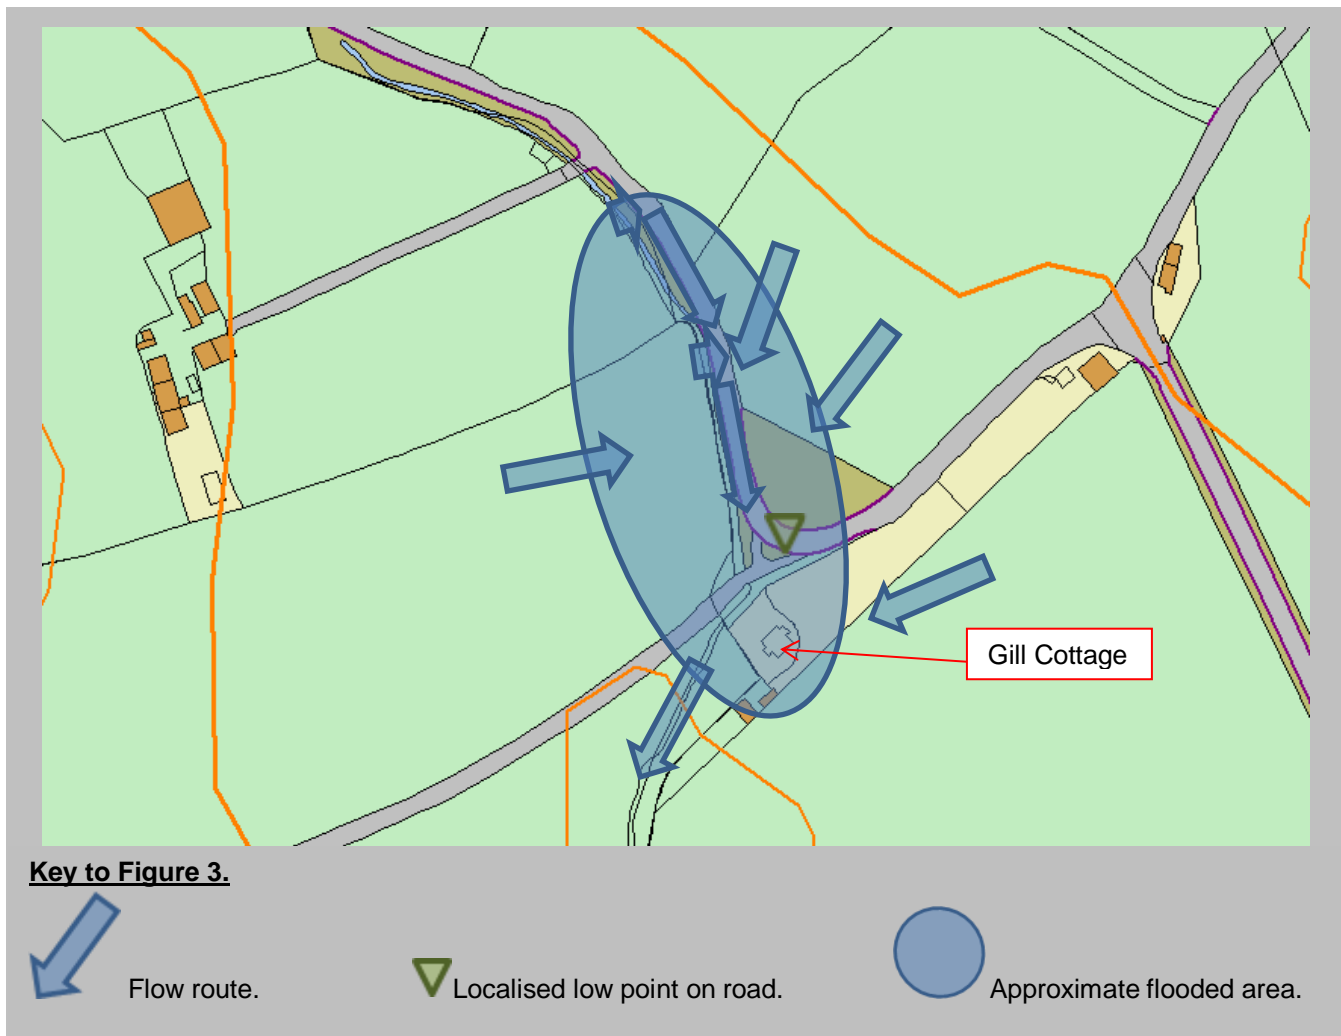 Gill Cottage
Key to Figure 3.
Flow route.
Localised low point on road.
Approximate flooded area.